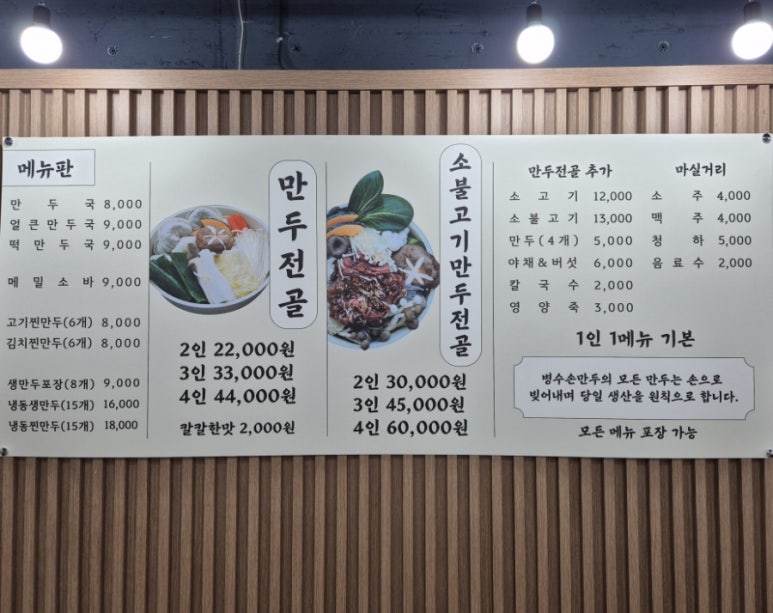 메뉴판
만두국 8,000
얼큰만두국 9,000
떡만두국 9,000
메밀소바 9,000
고기찐만두(6개) 8,000
김치찐만두(6개) 8,000
생만두포장(8개) 9,000
냉동생만두(15개) 16,000
냉동찐만두(15개) 18,000
만두전골
2인 22,000원
3인 33,000원
4인 44,000원
칼칼한맛 2,000원
소불고기만두전골
2인 30,000원
3인 45,000원
4인 60,000원
만두전골 추가
소고기 12,000
소불고기 13,000
만두(4개) 5,000
야채&버섯 6,000
칼국수 2,000
영양죽 3,000
마실거리
소주 4,000
맥주 4,000
청하 5,000
음료수 2,000
1인 1메뉴 기본
병수손만두의 모든 만두는 손으로
빚어내며 당일 생산을 원칙으로 합니다.
모든 메뉴 포장 가능